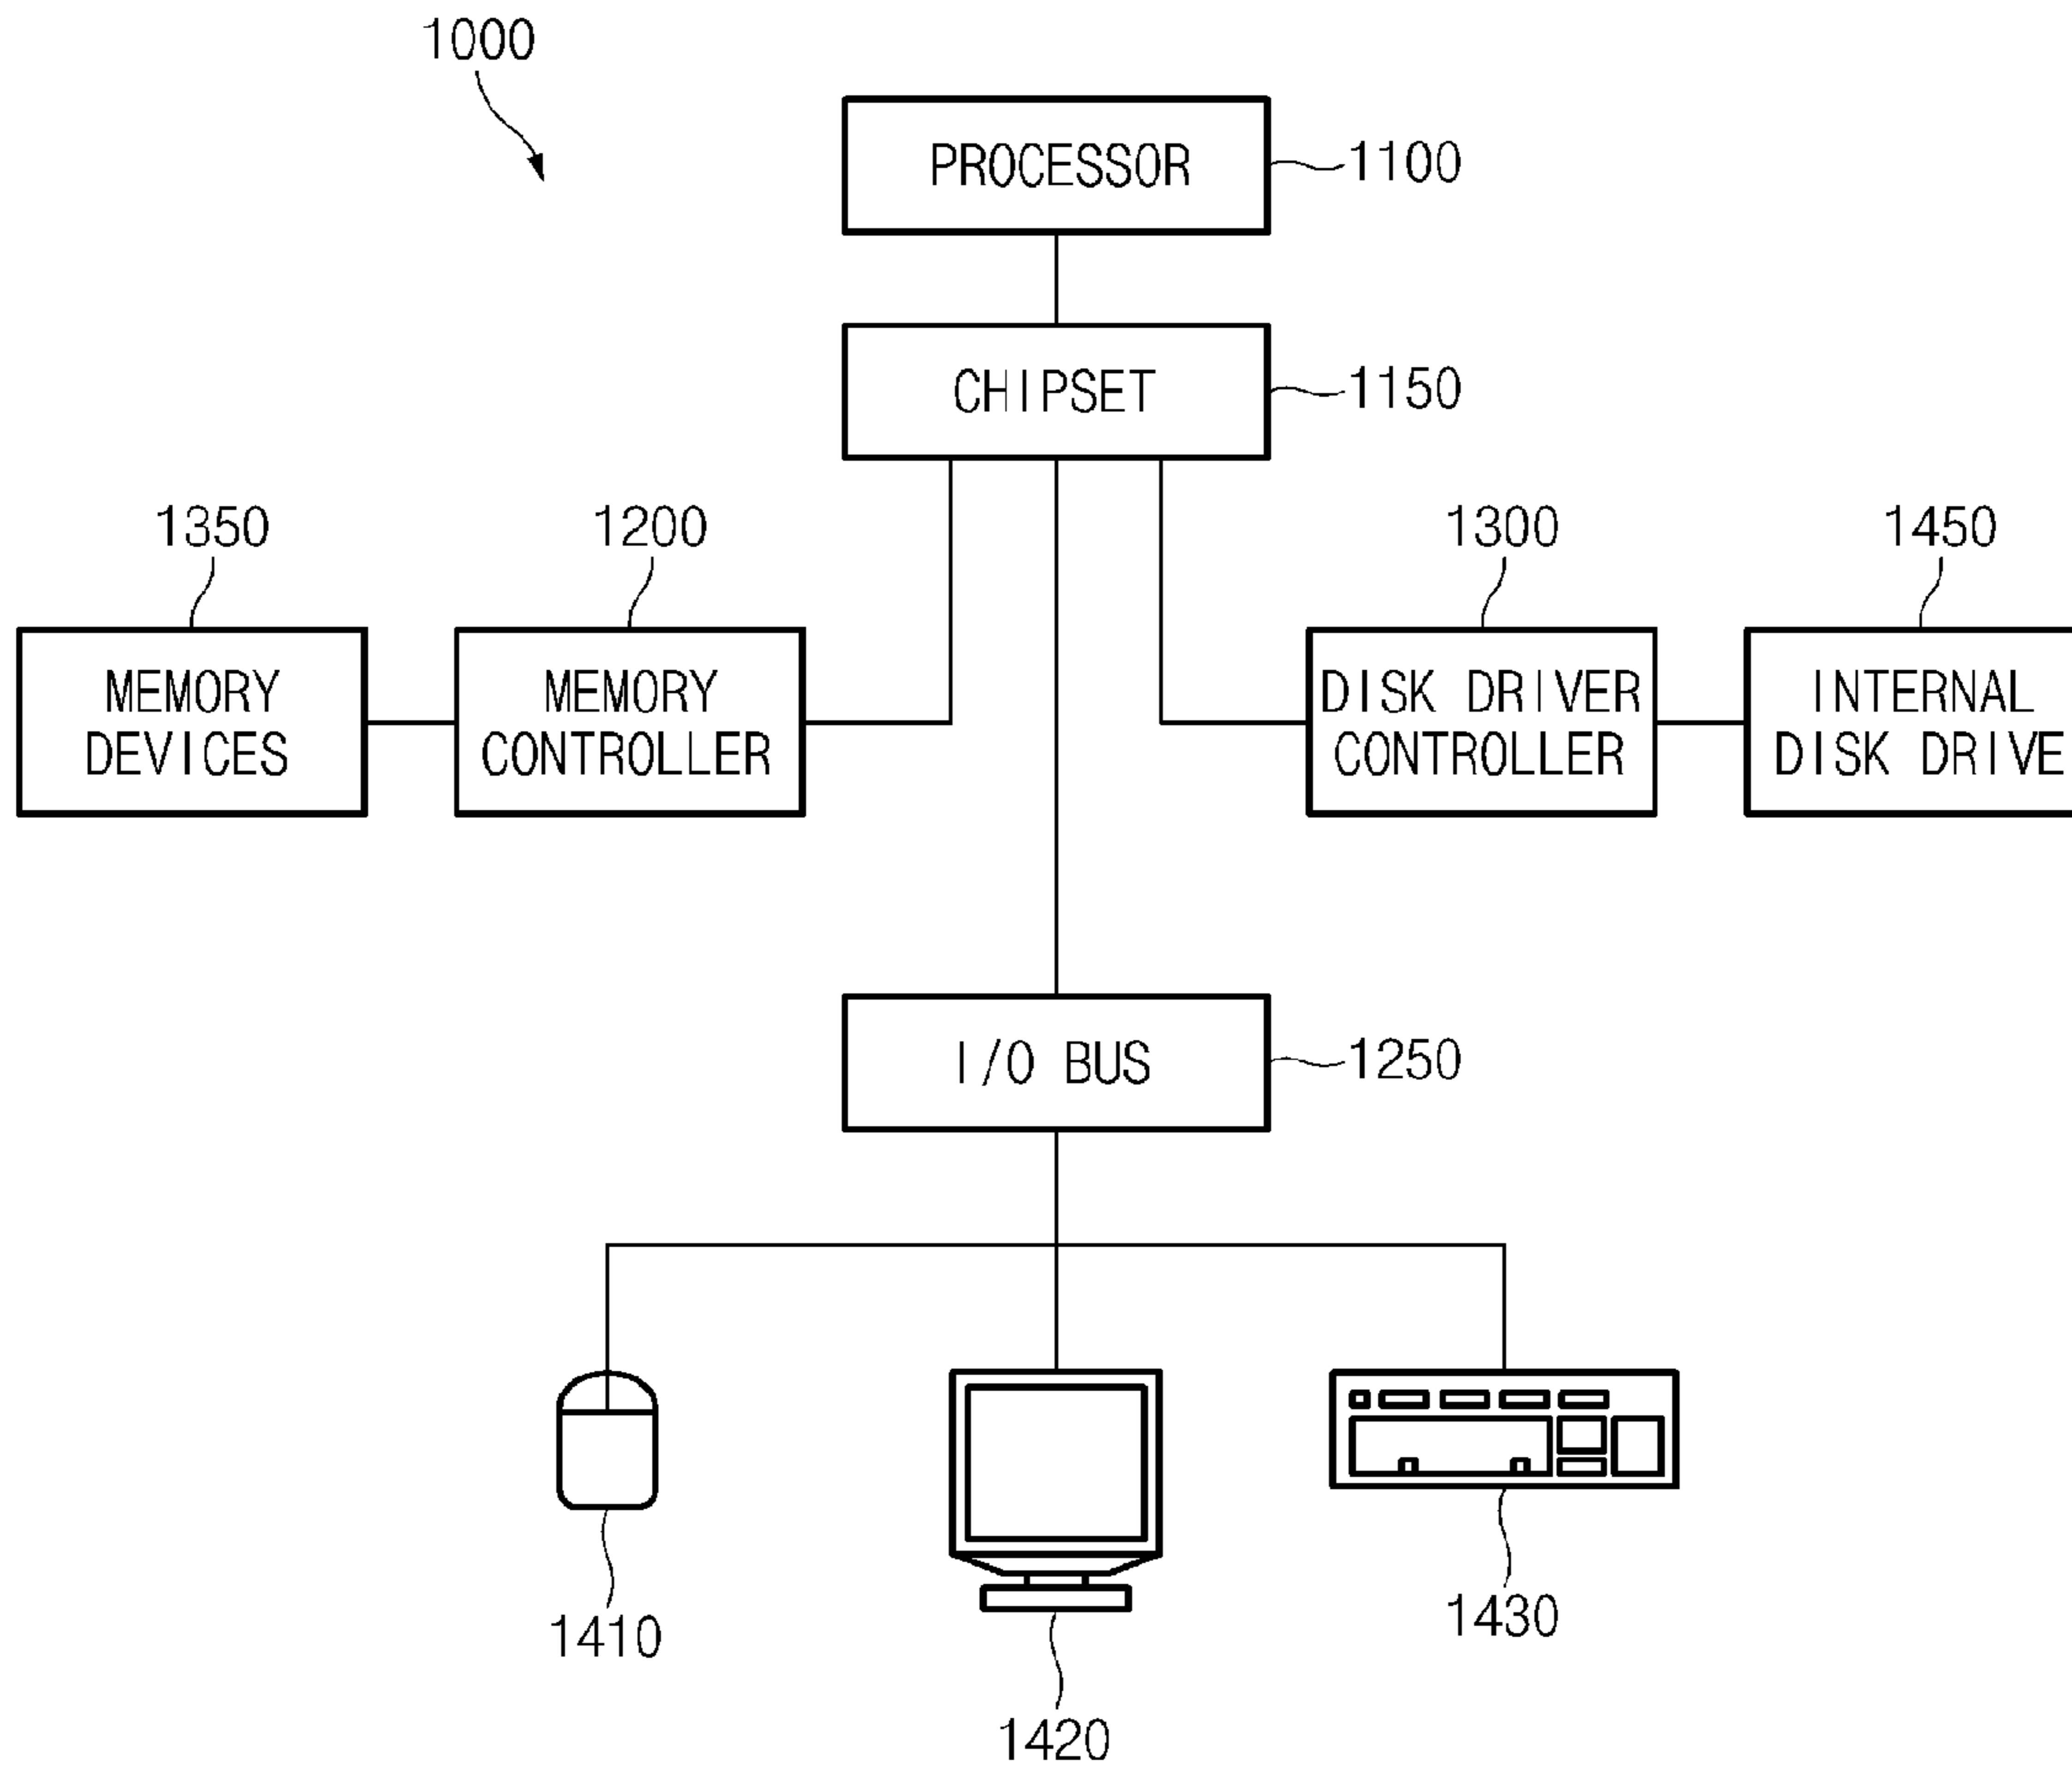 1000
PROCESSOR
1100
CHIPSET
1150
1350
1200
1300
1450
MEMORY
DEVICES
MEMORY
CONTROLLER
DISK DRIVER
CONTROLLER
INTERNAL
DISK DRIVE
I/O BUS
1250
1410
1420
1430